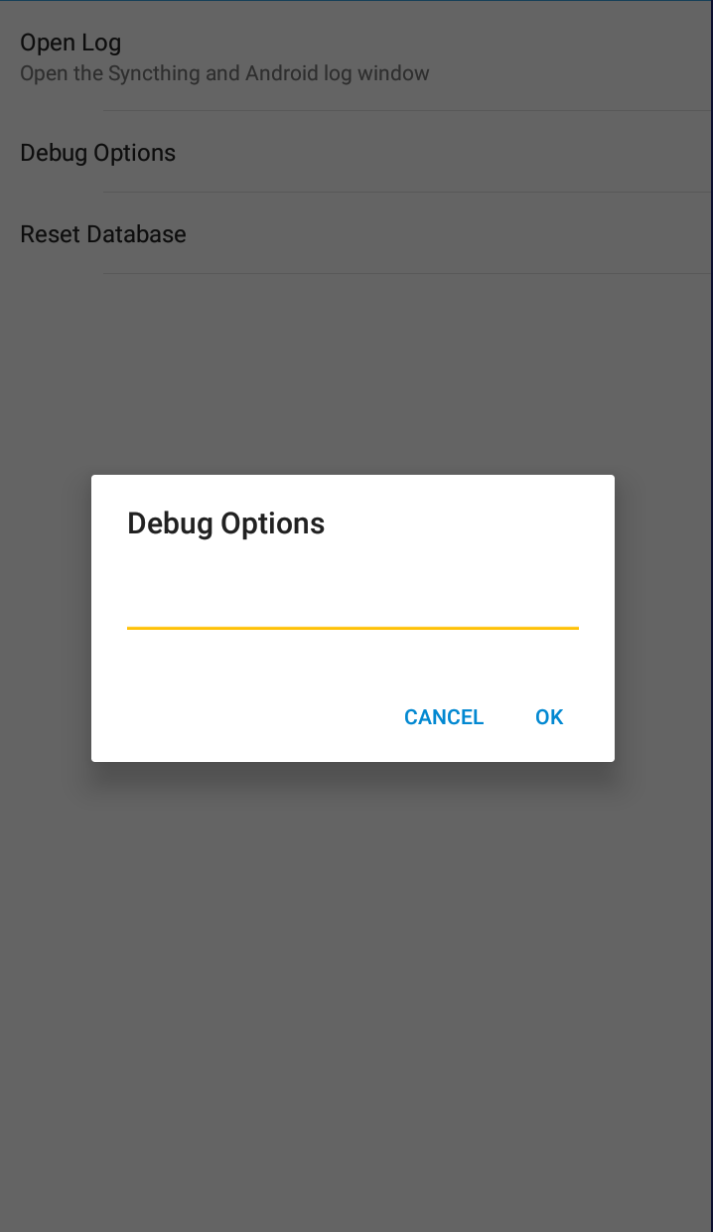 Open Log
Open the Syncthing and Android log window
Debug Options
Reset Database
Debug Options
CANCEL OK